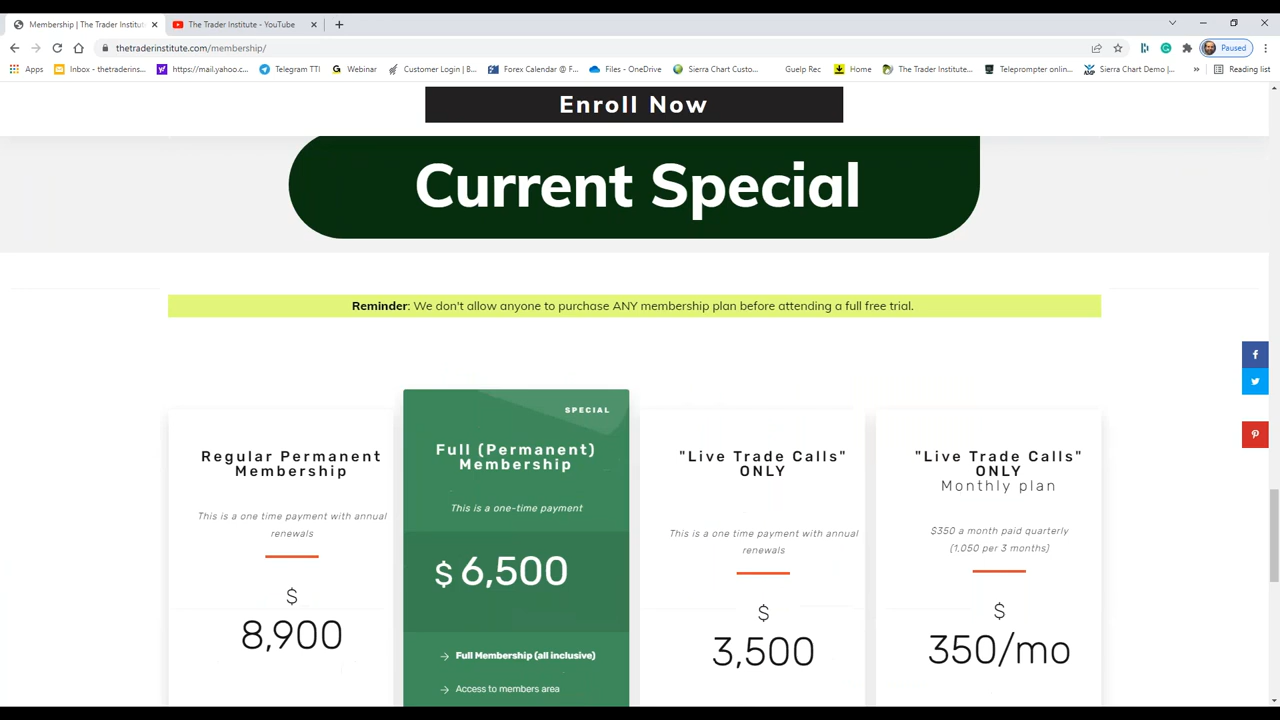 Membership | The Trader Institut
The Trader Institute - YouTube
thetraderinstitute.com/membership/
Paused
Apps
Inbox - thetraderins...
https://mail.yahoo.c...
Telegram TTI
Webinar
Customer Login | B...
Forex Calendar @ F...
Files - OneDrive
Sierra Chart Custo...
Guelp Rec
Home
The Trader Institute...
Teleprompter online...
Sierra Chart Demo |...
»
Reading list
Enroll Now
Current Special
Reminder: We don't allow anyone to purchase ANY membership plan before attending a full free trial.
Regular Permanent
Membership
This is a one time payment with annual
renewals
$
8,900
SPECIAL
Full (Permanent)
Membership
This is a one-time payment
$ 6,500
Full Membership (all inclusive)
Access to members area
"Live Trade Calls"
ONLY
This is a one time payment with annual
renewals
$
3,500
"Live Trade Calls"
ONLY
Monthly plan
$350 a month paid quarterly
(1,050 per 3 months)
$
350/mo